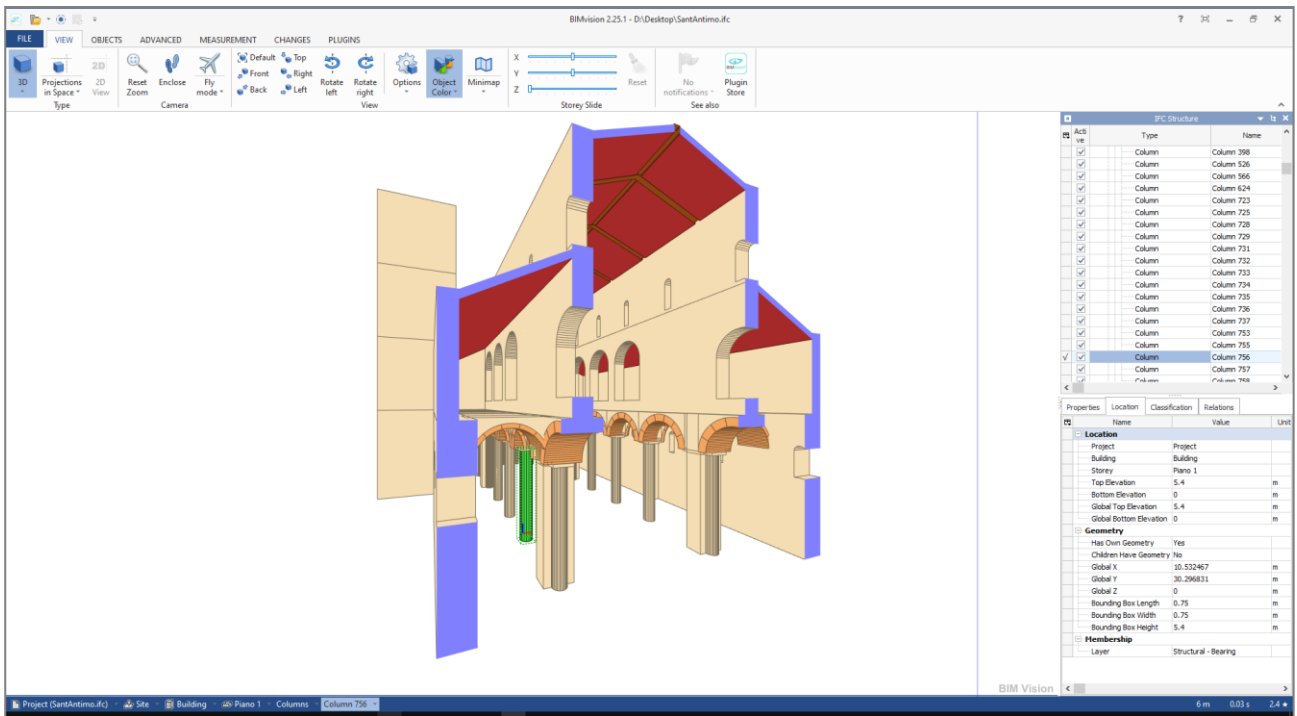 BIMvision 2.25.1 - D:\Desktop\SantAntimo.ifc
FILE VIEW OBJECTS ADVANCED MEASUREMENT CHANGES PLUGINS
3D Projections in Space 2D View Reset Zoom Enclose Fly mode Default Front Back Top Right Left Rotate left Rotate right Options Object Color Minimap X Y Z Reset No notifications Plugin Store
Type Camera View Storey Slide See also
IFC Structure
Active Type Name
Column Column 398
Column Column 526
Column Column 566
Column Column 624
Column Column 723
Column Column 725
Column Column 728
Column Column 729
Column Column 731
Column Column 732
Column Column 733
Column Column 734
Column Column 735
Column Column 736
Column Column 737
Column Column 753
Column Column 755
Column Column 756
Column Column 757
Column Column 758
Properties Location Classification Relations
Name Value Unit
Location
Project Project
Building Building
Storey Piano 1
Top Elevation 5.4 m
Bottom Elevation 0 m
Global Top Elevation 5.4 m
Global Bottom Elevation 0 m
Geometry
Has Own Geometry Yes
Children Have Geometry No
Global X 10.532467 m
Global Y 30.296831 m
Global Z 0 m
Bounding Box Length 0.75 m
Bounding Box Width 0.75 m
Bounding Box Height 5.4 m
Membership
Layer Structural - Bearing
BIM Vision
Project (SantAntimo.ifc) Site Building Piano 1 Columns Column 756 6 m 0.03 s 2.4